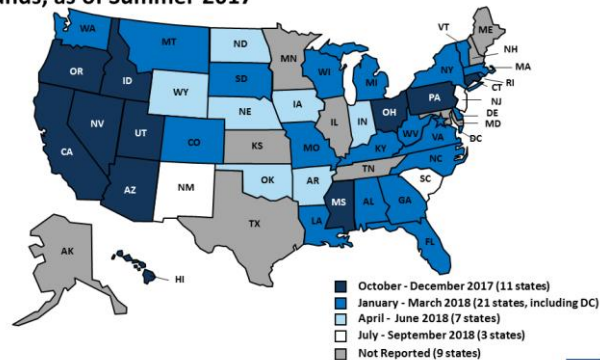 ands, as of Summer 2017
WA
MT
ND
MN
VT
ME
NH
OR
ID
SD
WI
MI
NY
MA
RI
CT
WY
IA
PA
NJ
NV
NE
IL
IN
OH
DE
MD
UT
CO
WV
VA
DC
CA
KS
MO
KY
NC
AZ
NM
OK
AR
TN
SC
MS
AL
GA
TX
LA
FL
AK
HI
October - December 2017 (11 states)
January - March 2018 (21 states, including DC)
April - June 2018 (7 states)
July - September 2018 (3 states)
Not Reported (9 states)